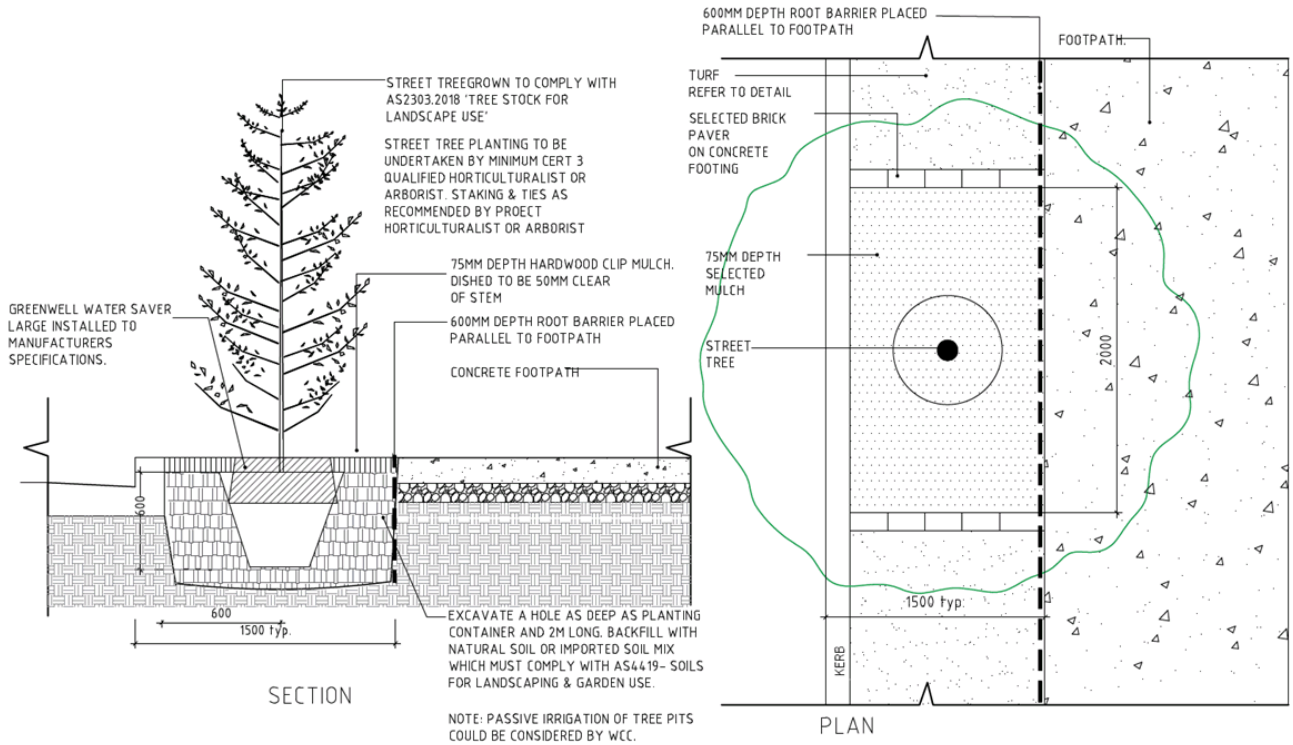 STREET TREEGROWN TO COMPLY WITH
AS2303.2018 'TREE STOCK FOR
LANDSCAPE USE'
STREET TREE PLANTING TO BE
UNDERTAKEN BY MINIMUM CERT 3
QUALIFIED HORTICULTURALIST OR
ARBORIST. STAKING & TIES AS
RECOMMENDED BY PROECT
HORTICULTURALIST OR ARBORIST
75MM DEPTH HARDWOOD CLIP MULCH.
DISHED TO BE 50MM CLEAR
OF STEM
GREENWELL WATER SAVER
LARGE INSTALLED TO
MANUFACTURERS
SPECIFICATIONS.
600MM DEPTH ROOT BARRIER PLACED
PARALLEL TO FOOTPATH
CONCRETE FOOTPATH
600
600
1500 typ.
EXCAVATE A HOLE AS DEEP AS PLANTING
CONTAINER AND 2M LONG. BACKFILL WITH
NATURAL SOIL OR IMPORTED SOIL MIX
WHICH MUST COMPLY WITH AS4419- SOILS
FOR LANDSCAPING & GARDEN USE.
NOTE: PASSIVE IRRIGATION OF TREE PITS
COULD BE CONSIDERED BY WCC.
SECTION
600MM DEPTH ROOT BARRIER PLACED
PARALLEL TO FOOTPATH
FOOTPATH.
TURF
REFER TO DETAIL
SELECTED BRICK
PAVER
ON CONCRETE
FOOTING
75MM DEPTH
SELECTED
MULCH
STREET
TREE
2000
1500 typ.
KERB
PLAN